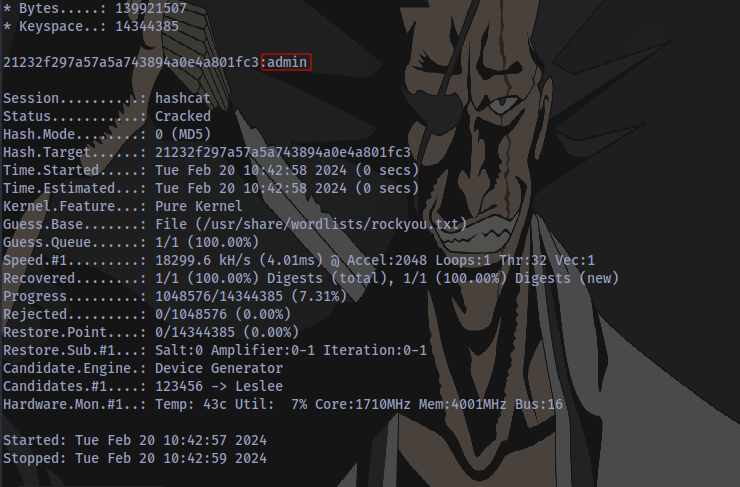 * Bytes.....: 139921507
* Keyspace..: 14344385
21232f297a57a5a743894a0e4a801fc3:admin
Session..........: hashcat
Status...........: Cracked
Hash.Mode........: 0 (MD5)
Hash.Target......: 21232f297a57a5a743894a0e4a801fc3
Time.Started.....: Tue Feb 20 10:42:58 2024 (0 secs)
Time.Estimated...: Tue Feb 20 10:42:58 2024 (0 secs)
Kernel.Feature...: Pure Kernel
Guess.Base.......: File (/usr/share/wordlists/rockyou.txt)
Guess.Queue......: 1/1 (100.00%)
Speed.#1.........: 18299.6 kH/s (4.01ms) @ Accel:2048 Loops:1 Thr:32 Vec:1
Recovered........: 1/1 (100.00%) Digests (total), 1/1 (100.00%) Digests (new)
Progress.........: 1048576/14344385 (7.31%)
Rejected.........: 0/1048576 (0.00%)
Restore.Point....: 0/14344385 (0.00%)
Restore.Sub.#1...: Salt:0 Amplifier:0-1 Iteration:0-1
Candidate.Engine.: Device Generator
Candidates.#1....: 123456 -> Leslee
Hardware.Mon.#1..: Temp: 43c Util:  7% Core:1710MHz Mem:4001MHz Bus:16
Started: Tue Feb 20 10:42:57 2024
Stopped: Tue Feb 20 10:42:59 2024